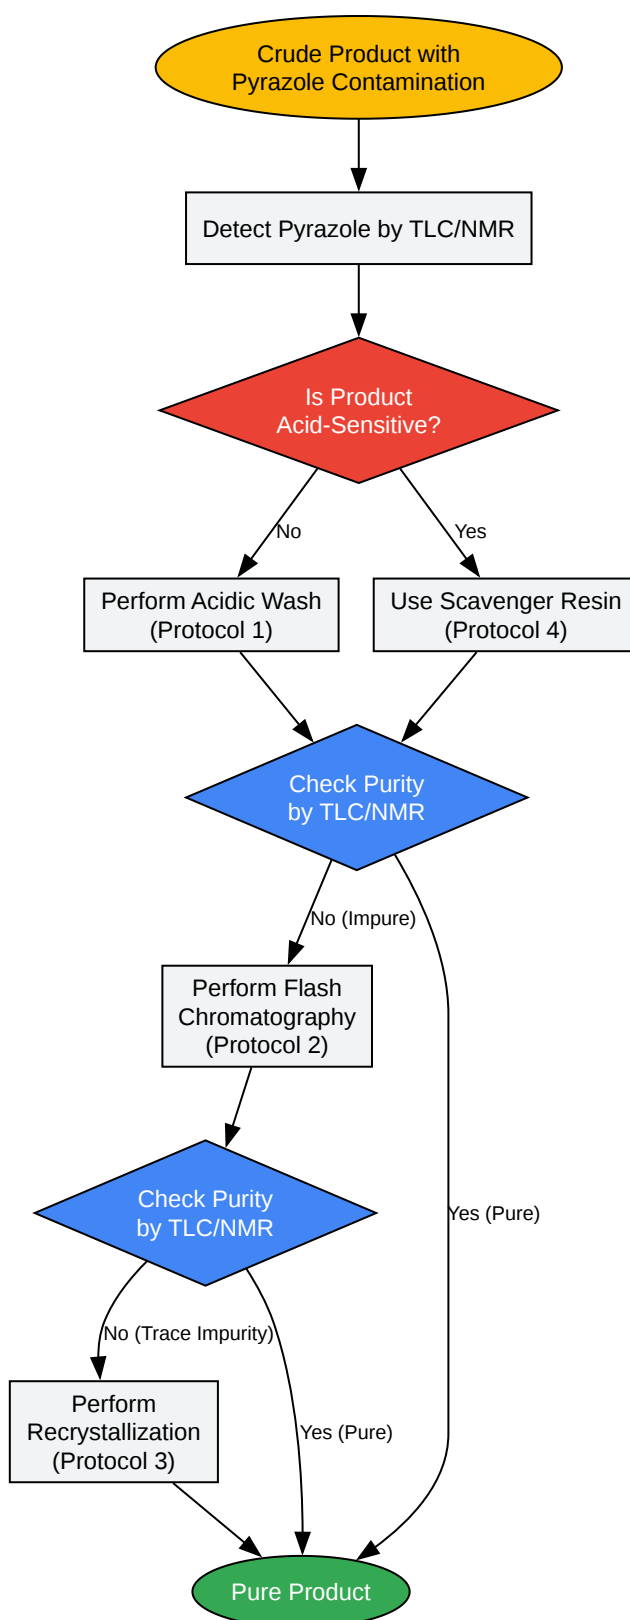 Crude Product with
Pyrazole Contamination
Detect Pyrazole by TLC/NMR
Is Product
Acid-Sensitive?
No
Yes
Perform Acidic Wash
(Protocol 1)
Use Scavenger Resin
(Protocol 4)
Check Purity
by TLC/NMR
No (Impure)
Perform Flash
Chromatography
(Protocol 2)
Check Purity
by TLC/NMR
Yes (Pure)
No (Trace Impurity)
Perform
Recrystallization
(Protocol 3)
Yes (Pure)
Pure Product